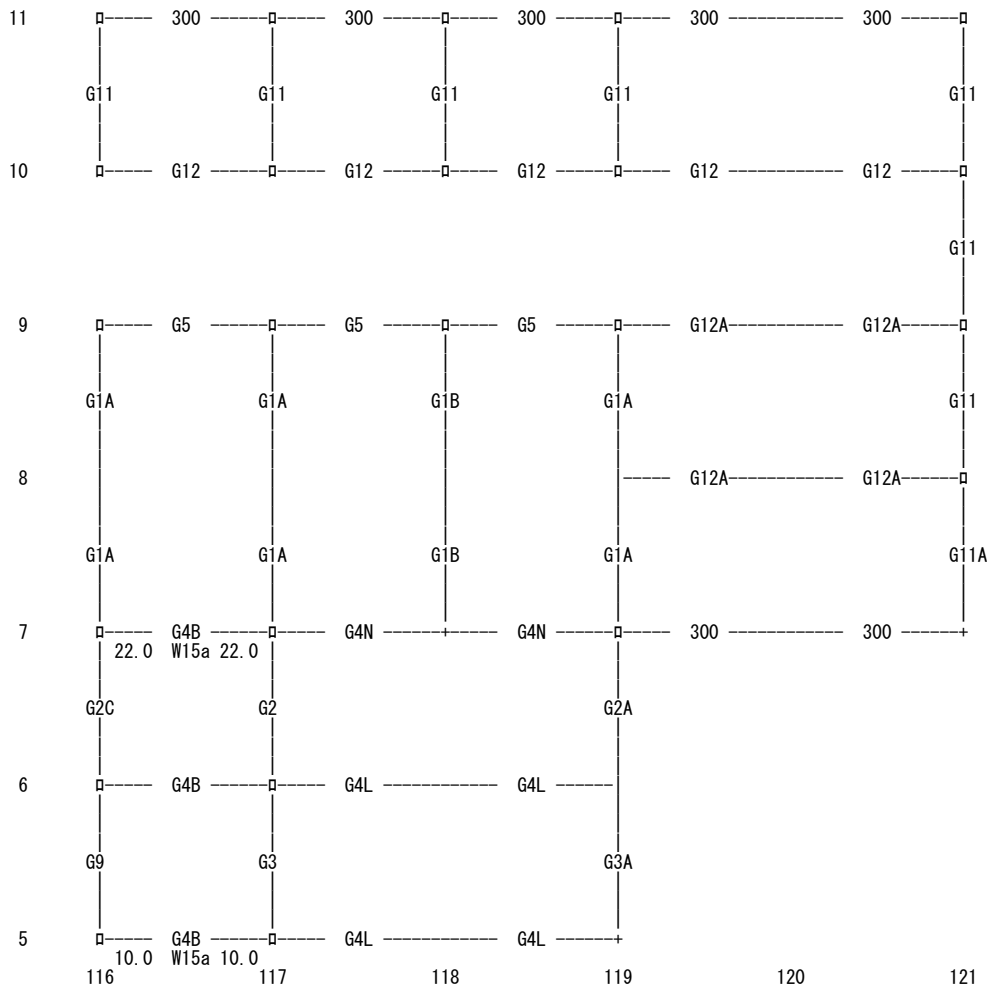 11 300 300 300 300 300
G11 G11 G11 G11 G11
10 G12 G12 G12 G12 G12
G11
9 G5 G5 G5 G12A G12A
G1A G1A G1B G1A G11
8 G12A G12A
G1A G1A G1B G1A G11A
7 G4B G4N G4N 300 300
22.0 W15a 22.0
G2C G2 G2A
6 G4B G4L G4L
G9 G3 G3A
5 G4B G4L G4L
10.0 W15a 10.0
116 117 118 119 120 121